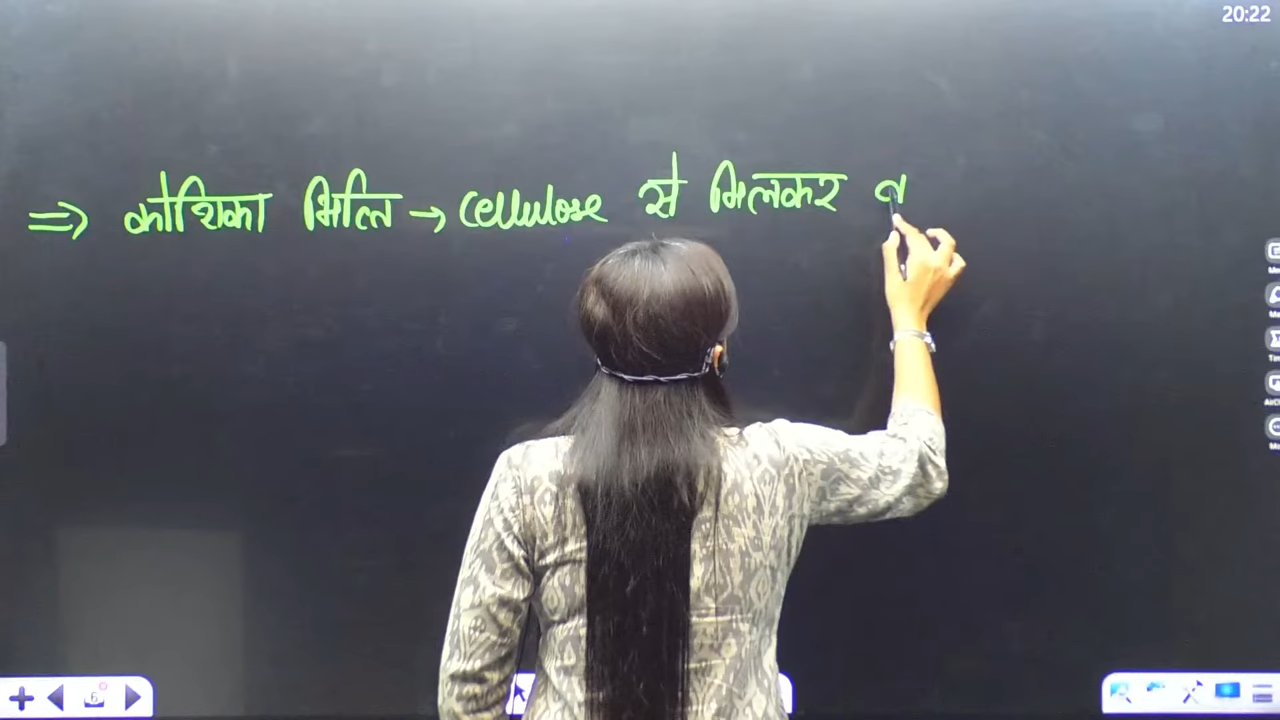 20:22
⇒ कोशिका भित्ति → Cellulose से मिलकर